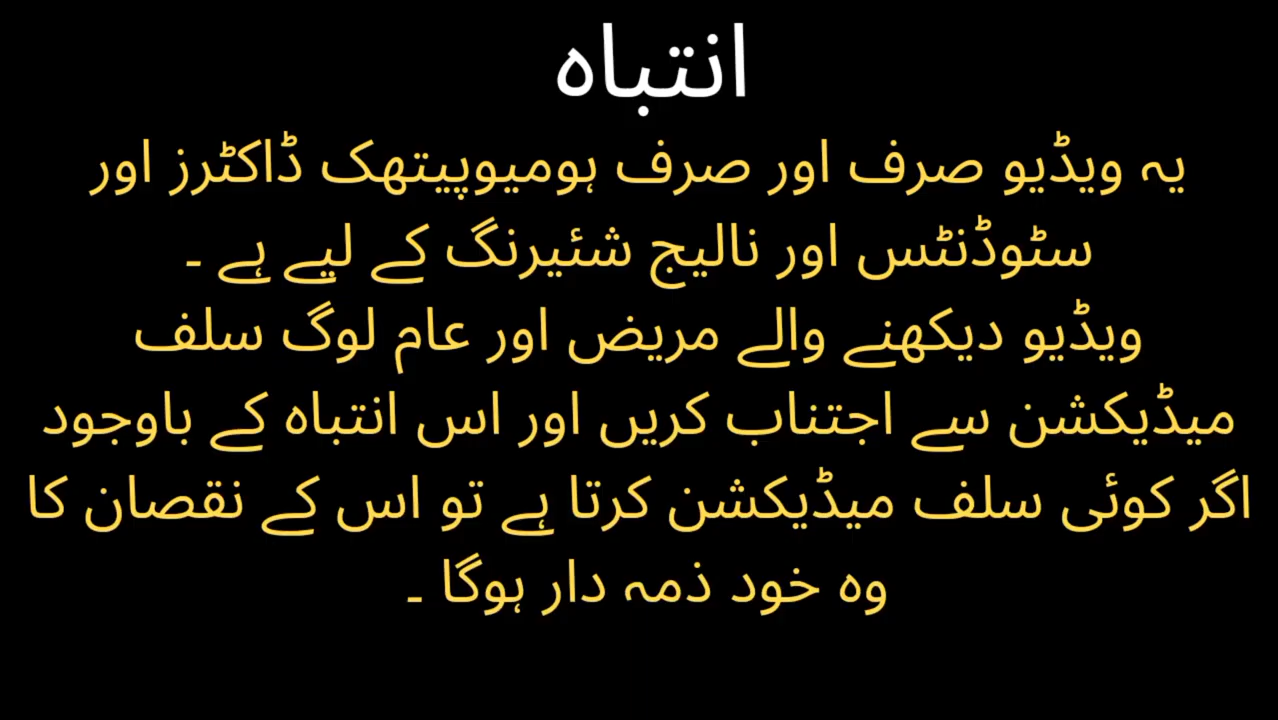 انتباہ
یہ ویڈیو صرف اور صرف ہومیوپیتھک ڈاکٹرز اور
سٹوڈنٹس اور نالیج شئیرنگ کے لیے ہے ۔
ویڈیو دیکھنے والے مریض اور عام لوگ سلف
میڈیکشن سے اجتناب کریں اور اس انتباہ کے باوجود
اگر کوئی سلف میڈیکشن کرتا ہے تو اس کے نقصان کا
وہ خود ذمہ دار ہوگا ۔